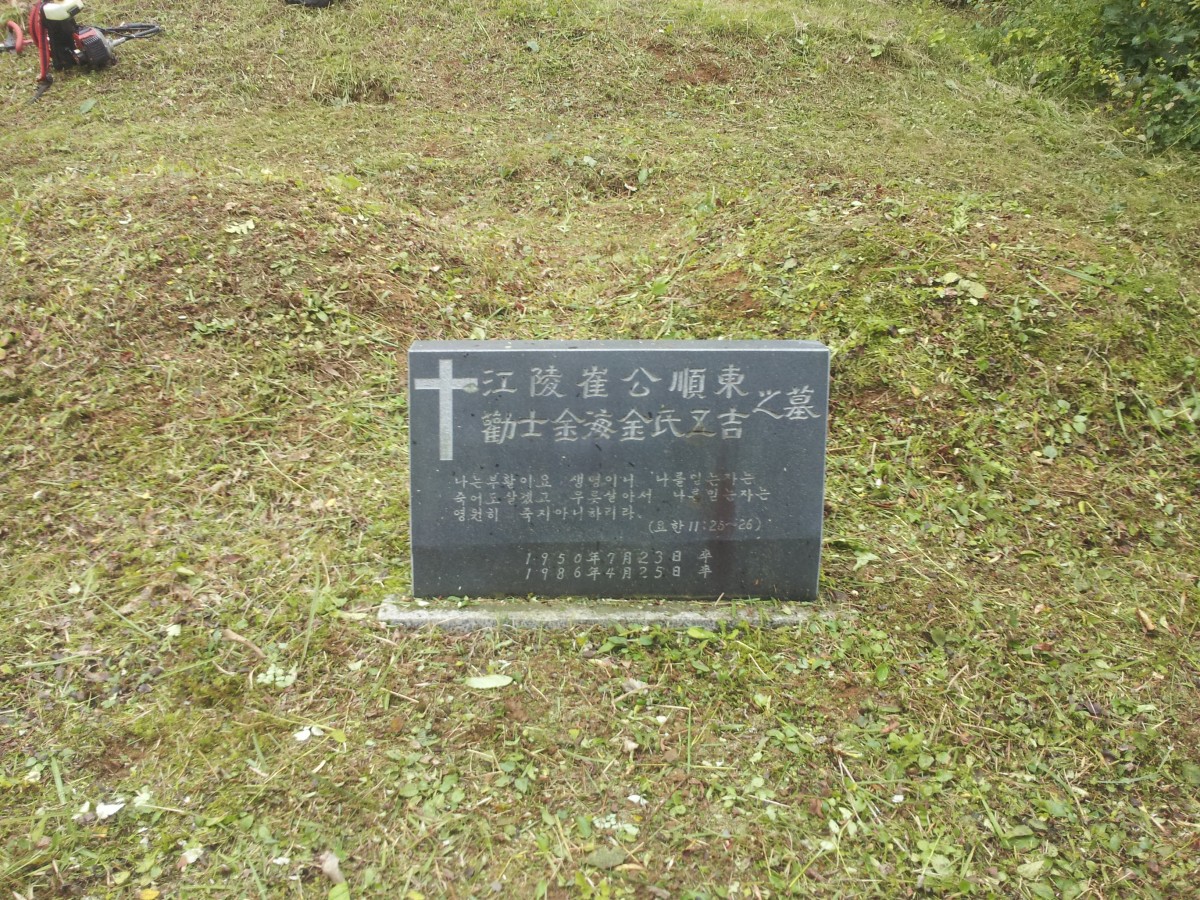 江陵崔公順東
勸士金海金氏五吉
之墓
나는부활이요 생명이니 나를믿는자는
죽어도살겠고 무릇살아서 나를믿는자는
영원히 죽지아니하리라.
(요한11:25~26)
1950年7月23日 卒
1986年4月25日 卒